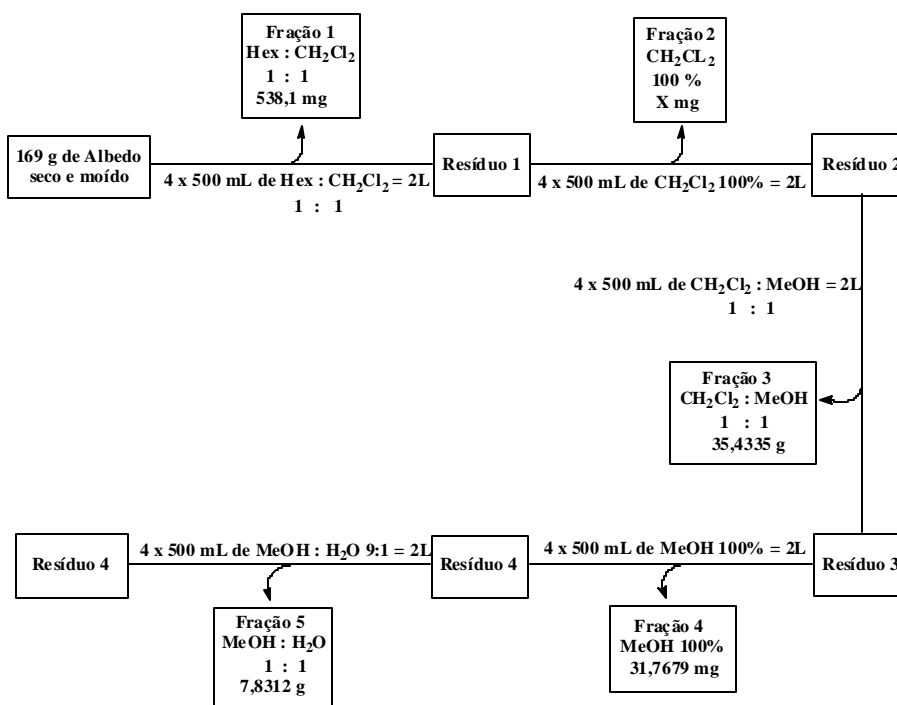 Fração 1
Hex : CH₂Cl₂
1 : 1
538,1 mg
Fração 2
CH₂CL₂
100 %
X mg
169 g de Albedo
seco e moído
4 x 500 mL de Hex : CH₂Cl₂ = 2L
1 : 1
Resíduo 1
4 x 500 mL de CH₂Cl₂ 100% = 2L
Resíduo 2
4 x 500 mL de CH₂Cl₂ : MeOH = 2L
1 : 1
Fração 3
CH₂Cl₂ : MeOH
1 : 1
35,4335 g
Resíduo 4
4 x 500 mL de MeOH : H₂O 9:1 = 2L
Resíduo 4
4 x 500 mL de MeOH 100% = 2L
Resíduo 3
Fração 5
MeOH : H₂O
1 : 1
7,8312 g
Fração 4
MeOH 100%
31,7679 mg